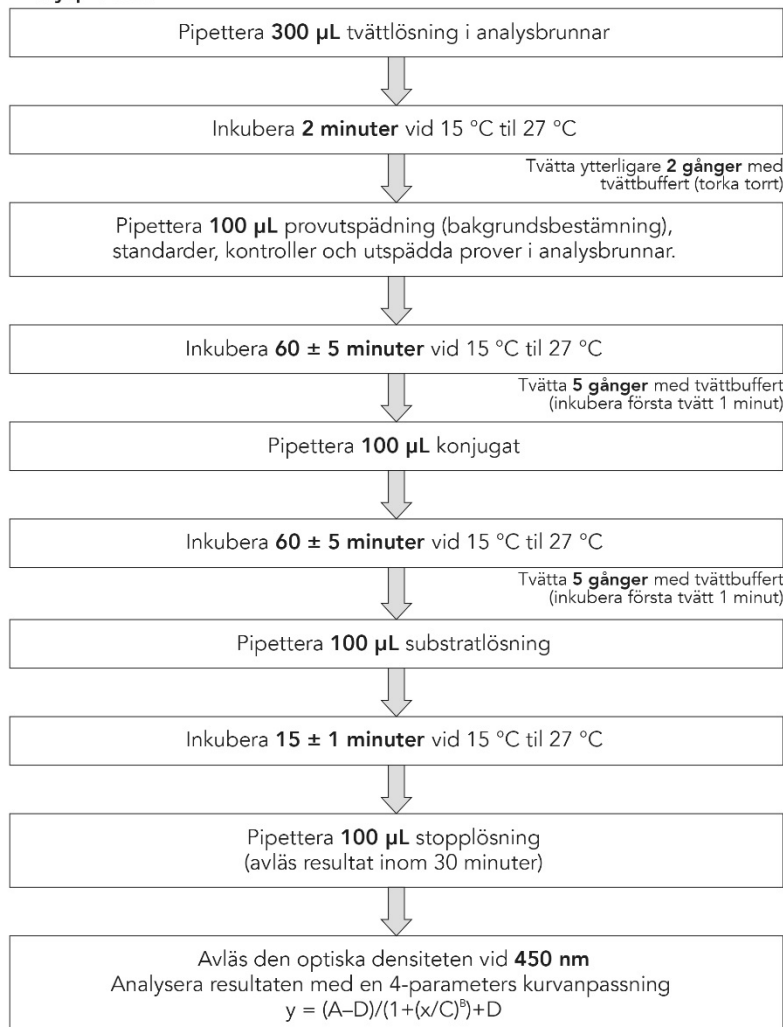 Pipettera 300 µL tvättlösning i analysbrunnar
Inkubera 2 minuter vid 15 °C til 27 °C
Tvätta ytterligare 2 gånger med
tvättbuffert (torka torrt)
Pipettera 100 µL provutspädning (bakgrundsbestämning),
standarder, kontroller och utspädda prover i analysbrunnar.
Inkubera 60 ± 5 minuter vid 15 °C til 27 °C
Tvätta 5 gånger med tvättbuffert
(inkubera första tvätt 1 minut)
Pipettera 100 µL konjugat
Inkubera 60 ± 5 minuter vid 15 °C til 27 °C
Tvätta 5 gånger med tvättbuffert
(inkubera första tvätt 1 minut)
Pipettera 100 µL substratlösning
Inkubera 15 ± 1 minuter vid 15 °C til 27 °C
Pipettera 100 µL stopplösning
(avläs resultat inom 30 minuter)
Avläs den optiska densiteten vid 450 nm
Analysera resultaten med en 4-parameters kurvanpassning
y = (A–D)/(1+(x/C)ᴮ)+D